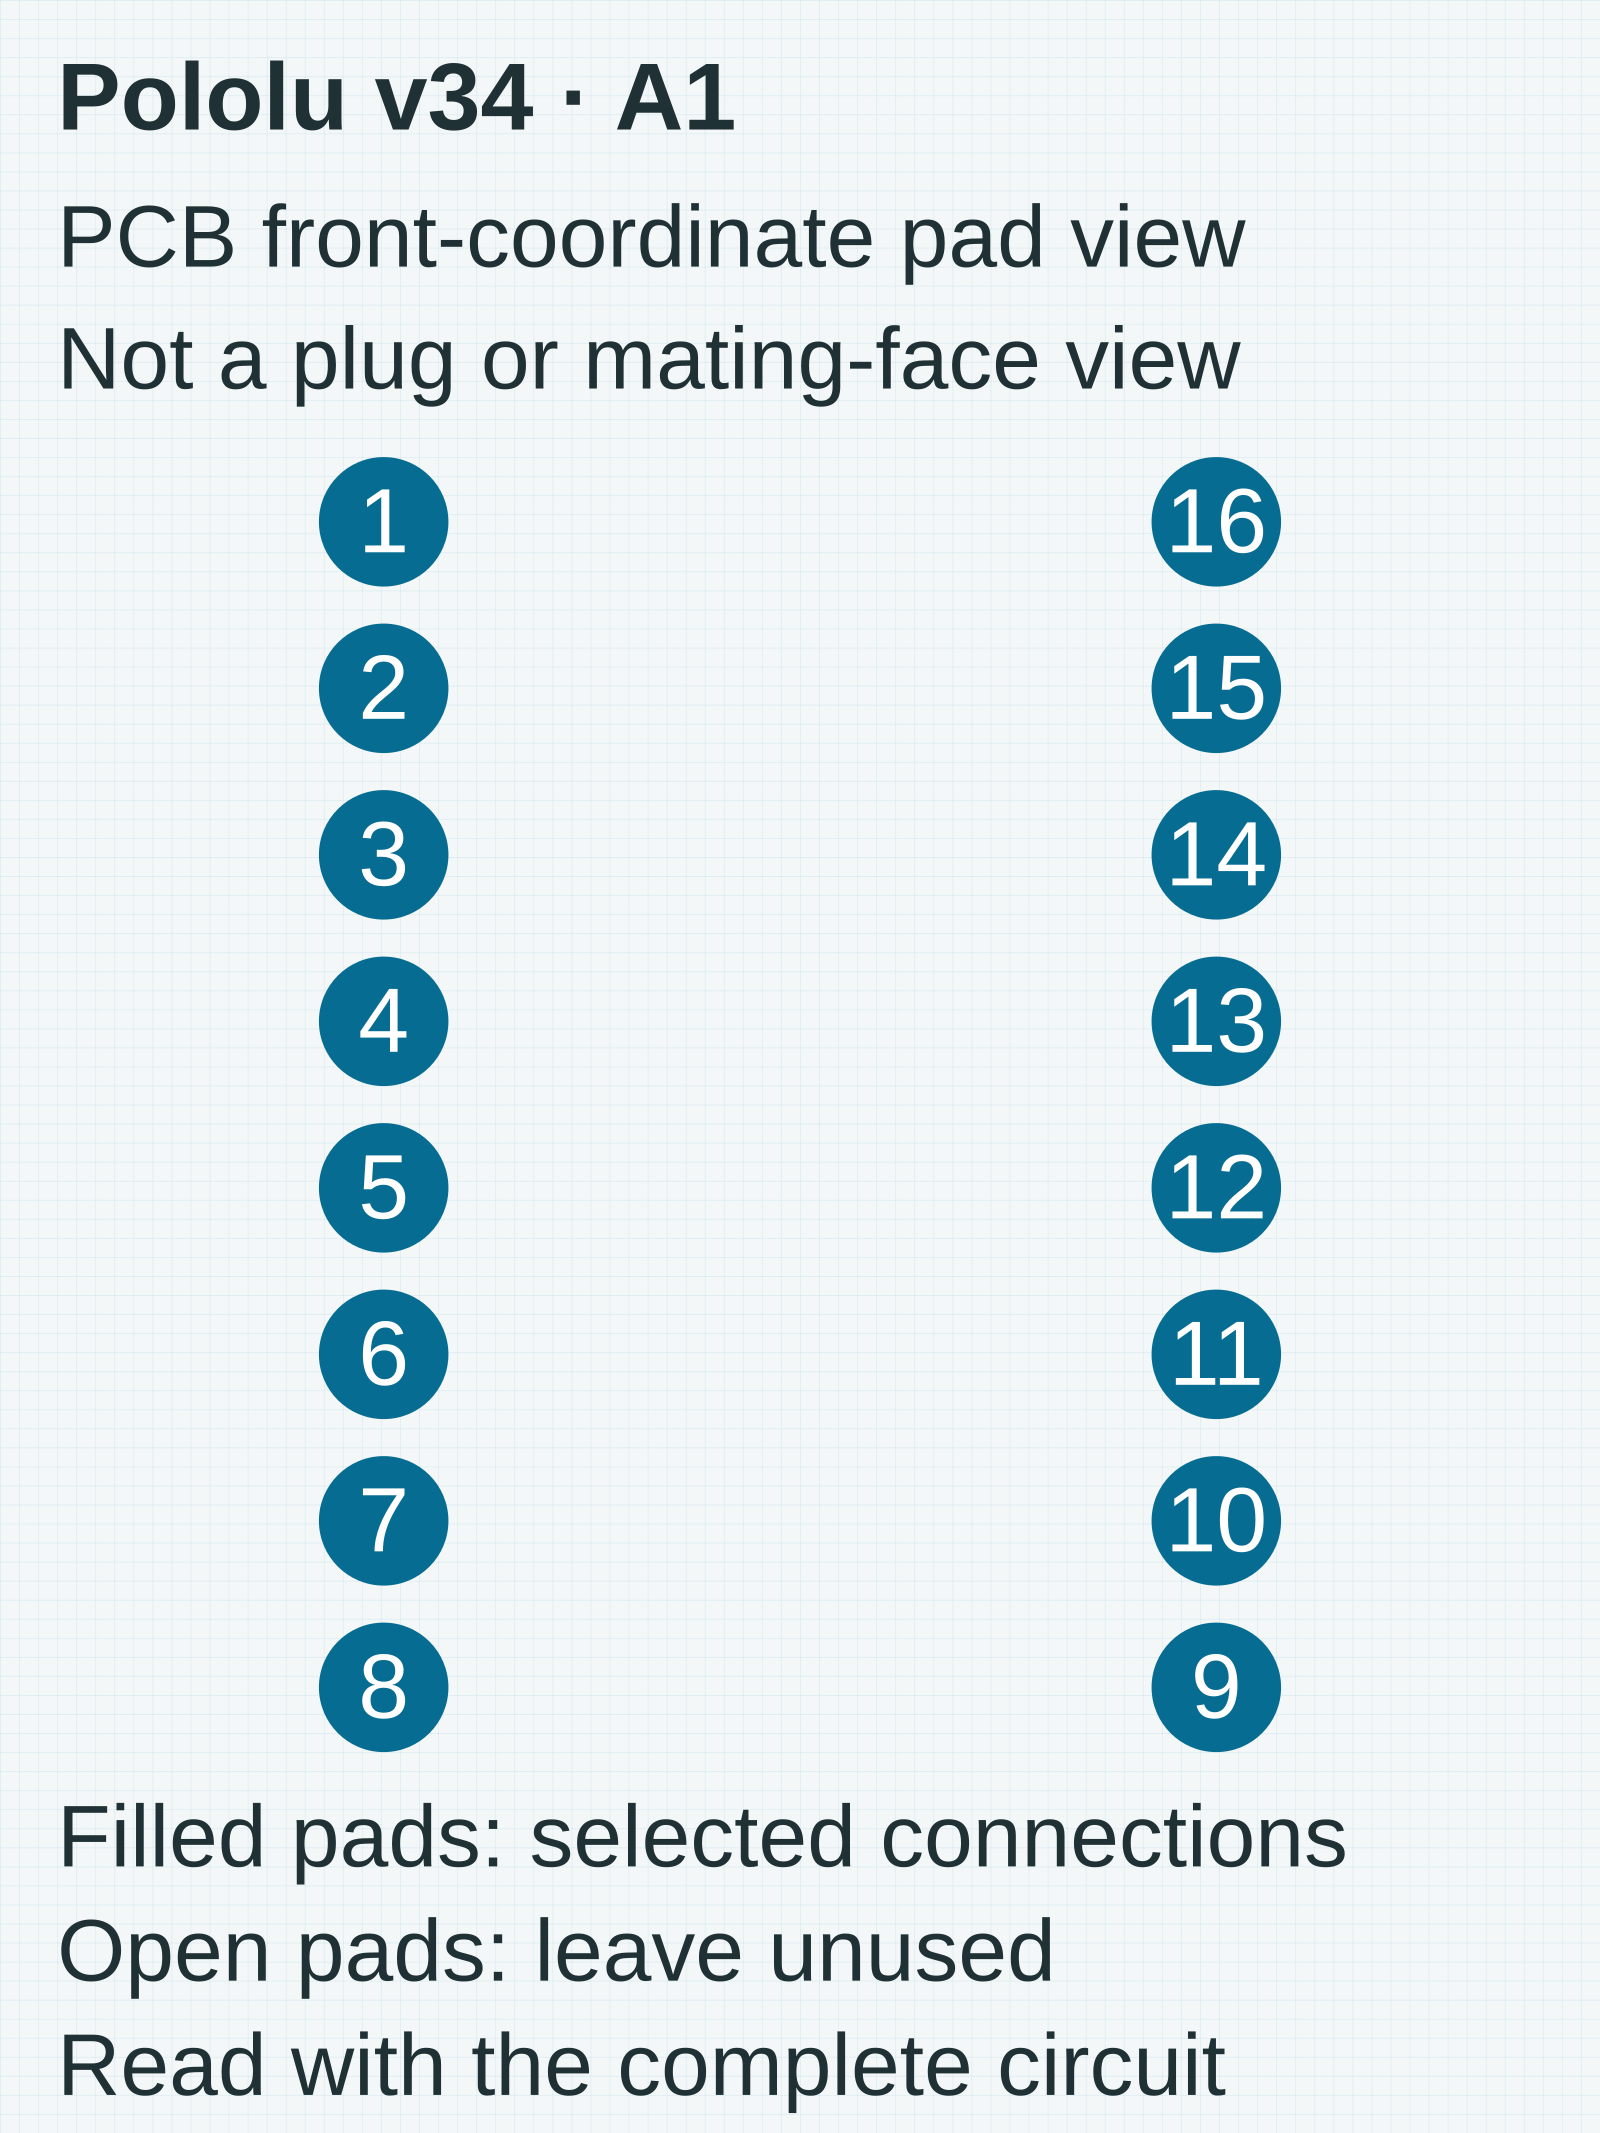 Pololu v34 · A1
PCB front-coordinate pad view
Not a plug or mating-face view
1 16
2 15
3 14
4 13
5 12
6 11
7 10
8 9
Filled pads: selected connections
Open pads: leave unused
Read with the complete circuit